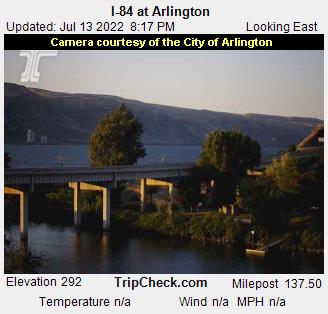 I-84 at Arlington
Updated: Jul 13 2022 8:17 PM Looking East
Camera courtesy of the City of Arlington
Elevation 292 TripCheck.com Milepost 137.50
Temperature n/a Wind n/a MPH n/a